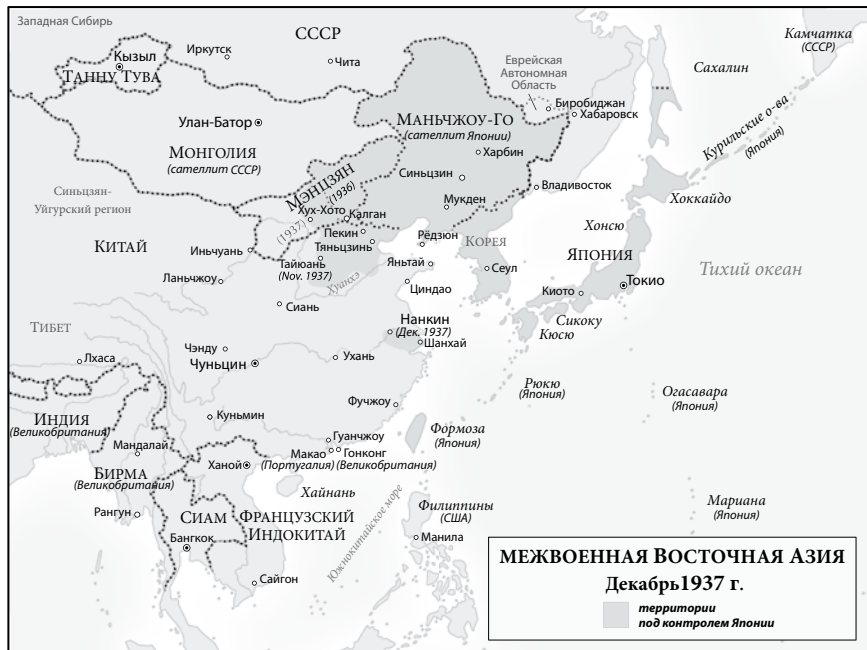 Западная Сибирь
СССР
Камчатка
(СССР)
Иркутск
Кызыл
Чита
ТАННУ ТУВА
Еврейская
Автономная
Область
Сахалин
Биробиджан
Хабаровск
МАНЬЧЖОУ-ГО
(сателлит Японии)
Улан-Батор
Харбин
Курильские о-ва
(Япония)
МОНГОЛИЯ
(сателлит СССР)
МЭНЦЗЯН
(1936)
Синьцзин
Владивосток
Хоккайдо
Синьцзян-
Уйгурский регион
Хух-Хото
Калган
Мукден
(1937)
Пекин
Рёдзюн
КОРЕЯ
Хонсю
КИТАЙ
Иньчуань
Тяньцзинь
ЯПОНИЯ
Тайюань
(Nov. 1937)
Яньтай
Сеул
Тихий океан
Ланьчжоу
Хуанхэ
Циндао
Киото
Токио
Сиань
Нанкин
(Дек. 1937)
Сикоку
Кюсю
ТИБЕТ
Шанхай
Чэнду
Ухань
Лхаса
Чуньцин
Рюкю
(Япония)
Огасавара
(Япония)
Фучжоу
ИНДИЯ
(Великобритания)
Куньмин
Формоза
(Япония)
Гуанчжоу
Мандалай
Макао
(Португалия)
Гонконг
(Великобритания)
Ханой
БИРМА
(Великобритания)
Хайнань
Южнокитайское море
Филиппины
(США)
Мариана
(Япония)
Рангун
СИАМ
ФРАНЦУЗСКИЙ
ИНДОКИТАЙ
Бангкок
Манила
Сайгон
МЕЖВОЕННАЯ ВОСТОЧНАЯ АЗИЯ
Декабрь1937 г.
территории
под контролем Японии